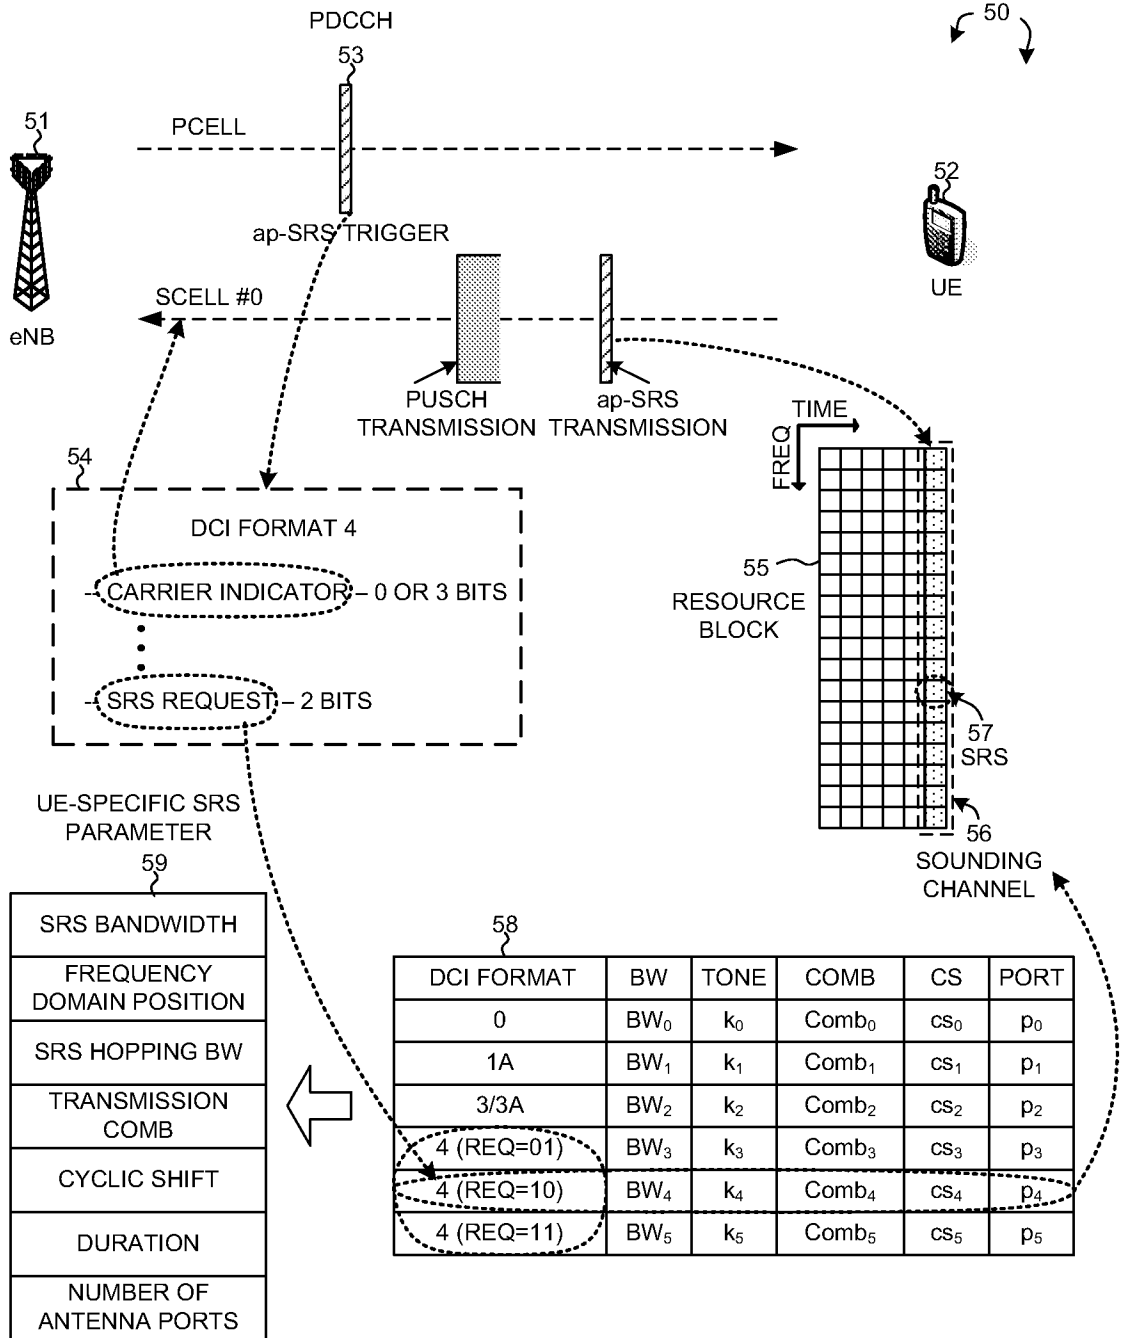 PDCCH
53
50
51
PCELL
52
ap-SRS TRIGGER
SCELL #0
UE
eNB
PUSCH
TRANSMISSION
ap-SRS
TRANSMISSION
TIME
FREQ
54
DCI FORMAT 4
-- CARRIER INDICATOR – 0 OR 3 BITS
-- SRS REQUEST – 2 BITS
55
RESOURCE
BLOCK
57
SRS
56
SOUNDING
CHANNEL
UE-SPECIFIC SRS
PARAMETER
59
SRS BANDWIDTH
FREQUENCY
DOMAIN POSITION
SRS HOPPING BW
TRANSMISSION
COMB
CYCLIC SHIFT
DURATION
NUMBER OF
ANTENNA PORTS
58
DCI FORMAT BW TONE COMB CS PORT
0 BW₀ k₀ Comb₀ cs₀ p₀
1A BW₁ k₁ Comb₁ cs₁ p₁
3/3A BW₂ k₂ Comb₂ cs₂ p₂
4 (REQ=01) BW₃ k₃ Comb₃ cs₃ p₃
4 (REQ=10) BW₄ k₄ Comb₄ cs₄ p₄
4 (REQ=11) BW₅ k₅ Comb₅ cs₅ p₅